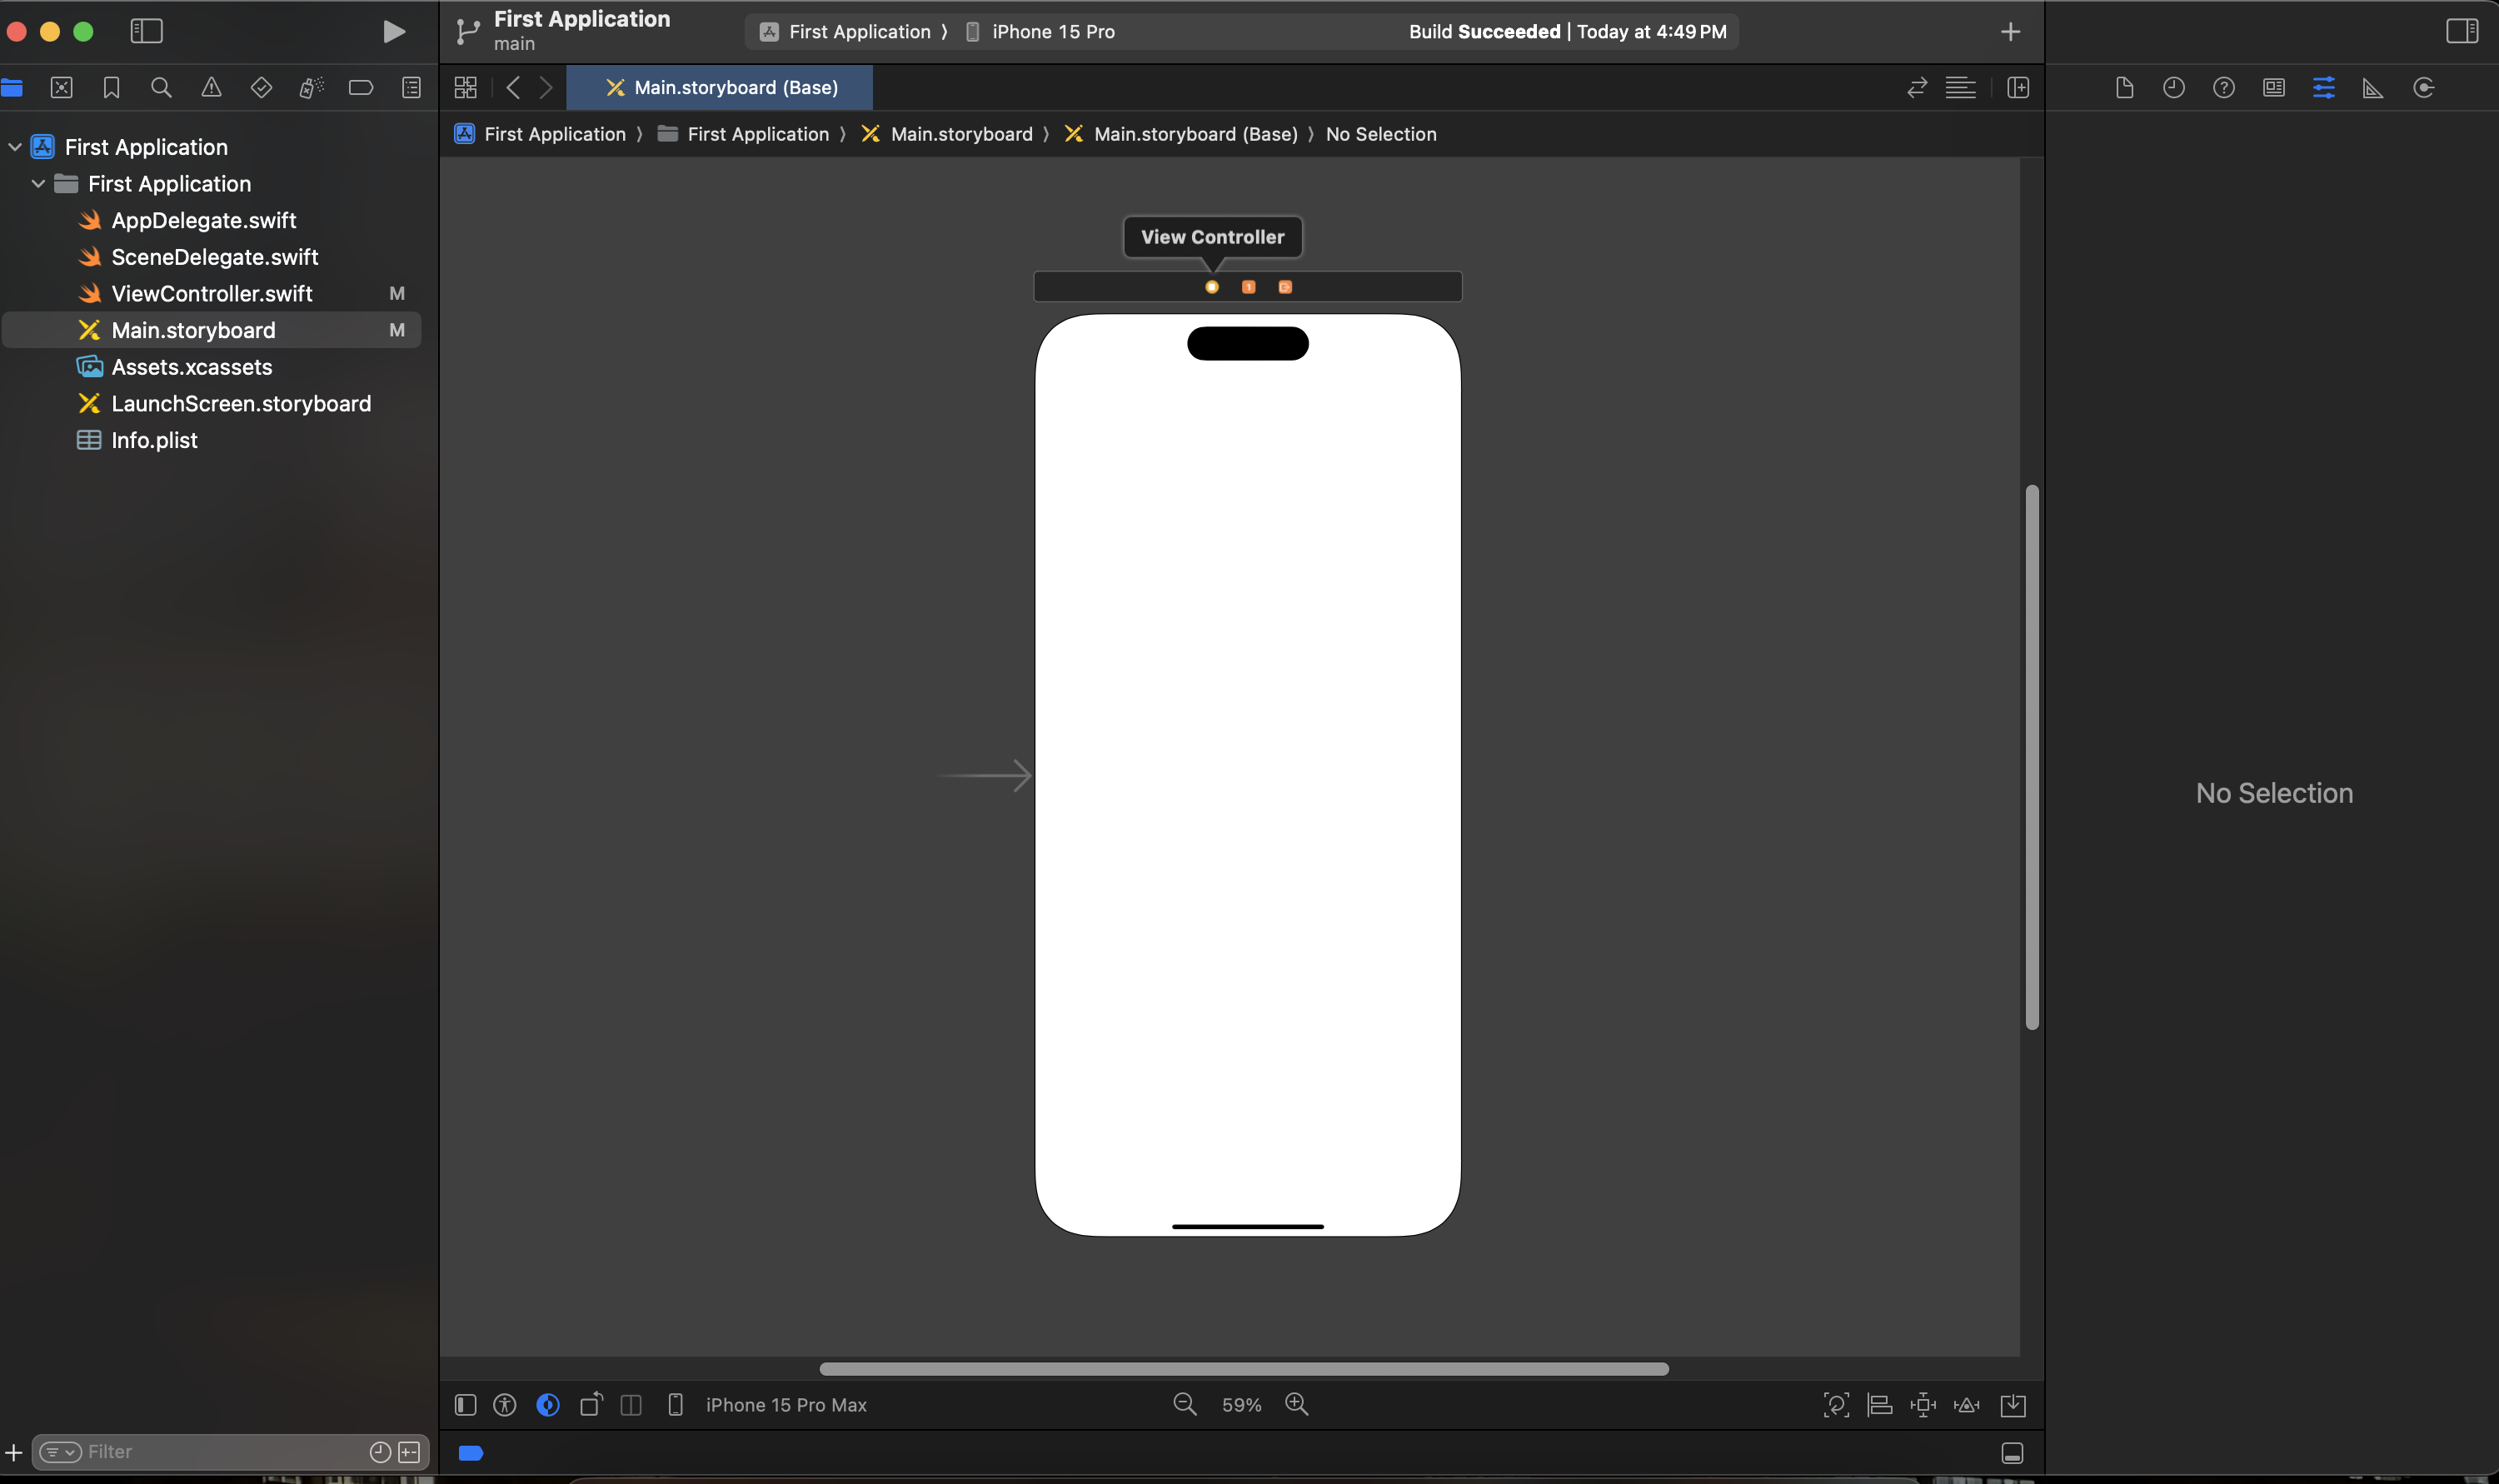 First Application
main
First Application
iPhone 15 Pro
Build Succeeded | Today at 4:49 PM
Main.storyboard (Base)
First Application
First Application
Main.storyboard
Main.storyboard (Base)
No Selection
First Application
First Application
AppDelegate.swift
SceneDelegate.swift
ViewController.swift M
Main.storyboard M
Assets.xcassets
LaunchScreen.storyboard
Info.plist
View Controller
1
No Selection
iPhone 15 Pro Max
59%
Filter